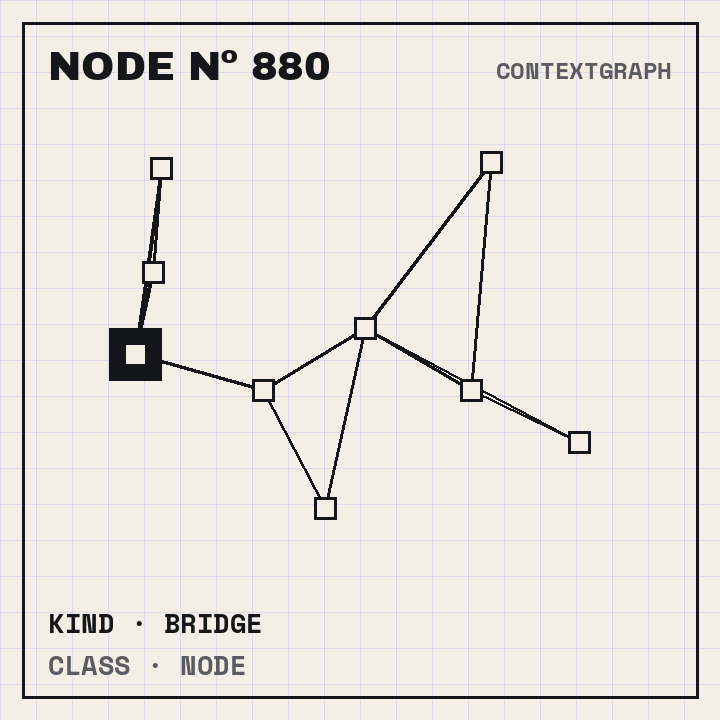 NODE Nº 880
CONTEXTGRAPH
KIND · BRIDGE
CLASS · NODE